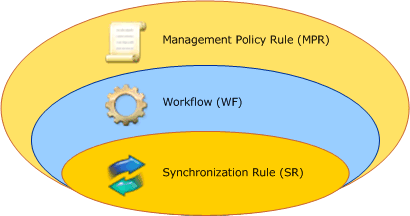 Management Policy Rule (MPR)
Workflow (WF)
Synchronization Rule (SR)